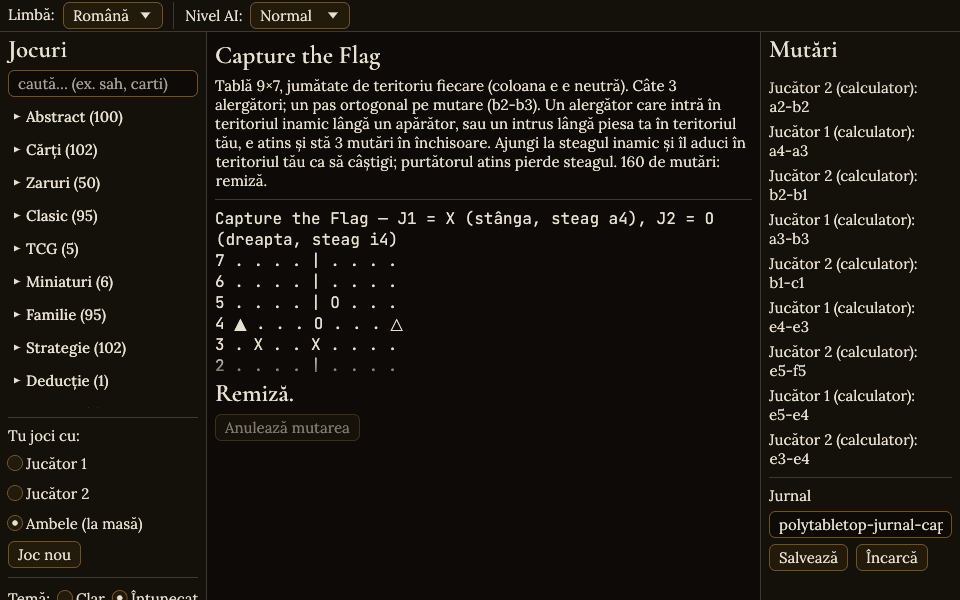 Limbă: Română ▼ Nivel AI: Normal ▼
Jocuri
caută... (ex. sah, carti)
▸ Abstract (100)
▸ Cărți (102)
▸ Zaruri (50)
▸ Clasic (95)
▸ TCG (5)
▸ Miniaturi (6)
▸ Familie (95)
▸ Strategie (102)
▸ Deducție (1)
Tu joci cu:
Jucător 1
Jucător 2
Ambele (la masă)
Joc nou
Temă: Clar Întunecat
Capture the Flag
Tablă 9×7, jumătate de teritoriu fiecare (coloana e e neutră). Câte 3
alergători; un pas ortogonal pe mutare (b2-b3). Un alergător care intră în
teritoriul inamic lângă un apărător, sau un intrus lângă piesa ta în teritoriul
tău, e atins și stă 3 mutări în închisoare. Ajungi la steagul inamic și îl aduci în
teritoriul tău ca să câștigi; purtătorul atins pierde steagul. 160 de mutări:
remiză.
Capture the Flag — J1 = X (stânga, steag a4), J2 = O
(dreapta, steag i4)
7 . . . . | . . . .
6 . . . . | . . . .
5 . . . . | O . . .
4 ▲ . . . O . . . △
3 . X . . X . . . .
2 . . . . | . . . .
Remiză.
Anulează mutarea
Mutări
Jucător 2 (calculator):
a2-b2
Jucător 1 (calculator):
a4-a3
Jucător 2 (calculator):
b2-b1
Jucător 1 (calculator):
a3-b3
Jucător 2 (calculator):
b1-c1
Jucător 1 (calculator):
e4-e3
Jucător 2 (calculator):
e5-f5
Jucător 1 (calculator):
e5-e4
Jucător 2 (calculator):
e3-e4
Jurnal
polytabletop-jurnal-cap
Salvează Încarcă